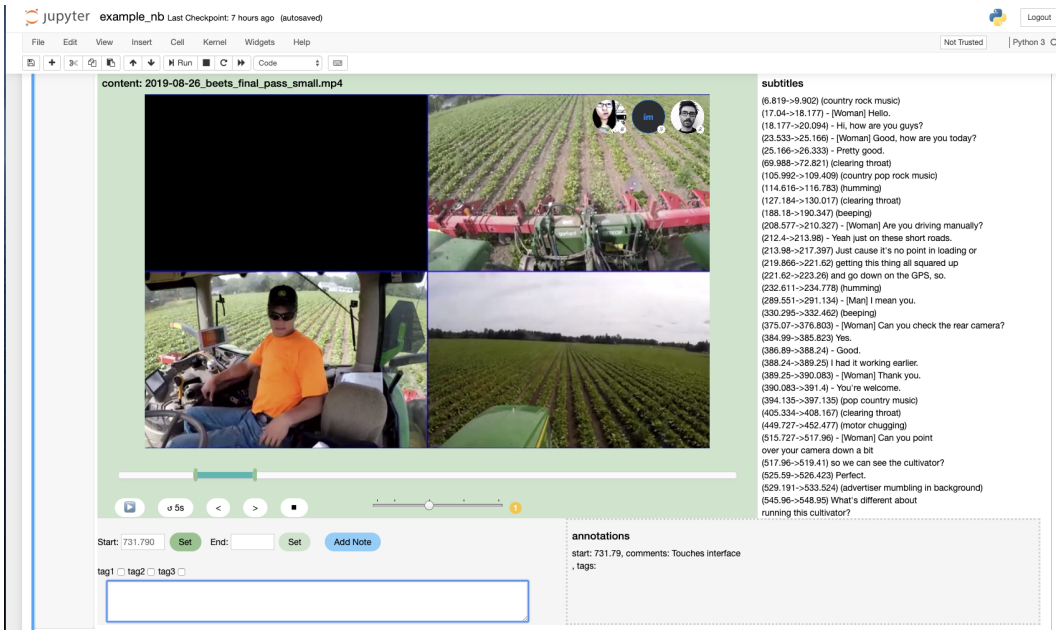 jupyter example_nb Last Checkpoint: 7 hours ago (autosaved)
Logout
File Edit View Insert Cell Kernel Widgets Help
Not Trusted
Python 3
Run
Code
content: 2019-08-26_beets_final_pass_small.mp4
im
5s
<
>
1
subtitles
(6.819->9.902) (country rock music)
(17.04->18.177) - [Woman] Hello.
(18.177->20.094) - Hi, how are you guys?
(23.533->25.166) - [Woman] Good, how are you today?
(25.166->26.333) - Pretty good.
(69.988->72.821) (clearing throat)
(105.992->109.409) (country pop rock music)
(114.616->116.783) (humming)
(127.184->130.017) (clearing throat)
(188.18->190.347) (beeping)
(208.577->210.327) - [Woman] Are you driving manually?
(212.4->213.98) - Yeah just on these short roads.
(213.98->217.397) Just cause it's no point in loading or
(219.866->221.62) getting this thing all squared up
(221.62->223.26) and go down on the GPS, so.
(232.611->234.778) (humming)
(289.551->291.134) - [Man] I mean you.
(330.295->332.462) (beeping)
(375.07->376.803) - [Woman] Can you check the rear camera?
(384.99->385.823) Yes.
(386.89->388.24) - Good.
(388.24->389.25) I had it working earlier.
(389.25->390.083) - [Woman] Thank you.
(390.083->391.4) - You're welcome.
(394.135->397.135) (pop country music)
(405.334->408.167) (clearing throat)
(449.727->452.477) (motor chugging)
(515.727->517.96) - [Woman] Can you point
over your camera down a bit
(517.96->519.41) so we can see the cultivator?
(525.59->526.423) Perfect.
(529.191->533.524) (advertiser mumbling in background)
(545.96->548.95) What's different about
running this cultivator?
Start: 731.790 Set End: Set Add Note
tag1 tag2 tag3
annotations
start: 731.79, comments: Touches interface
, tags: